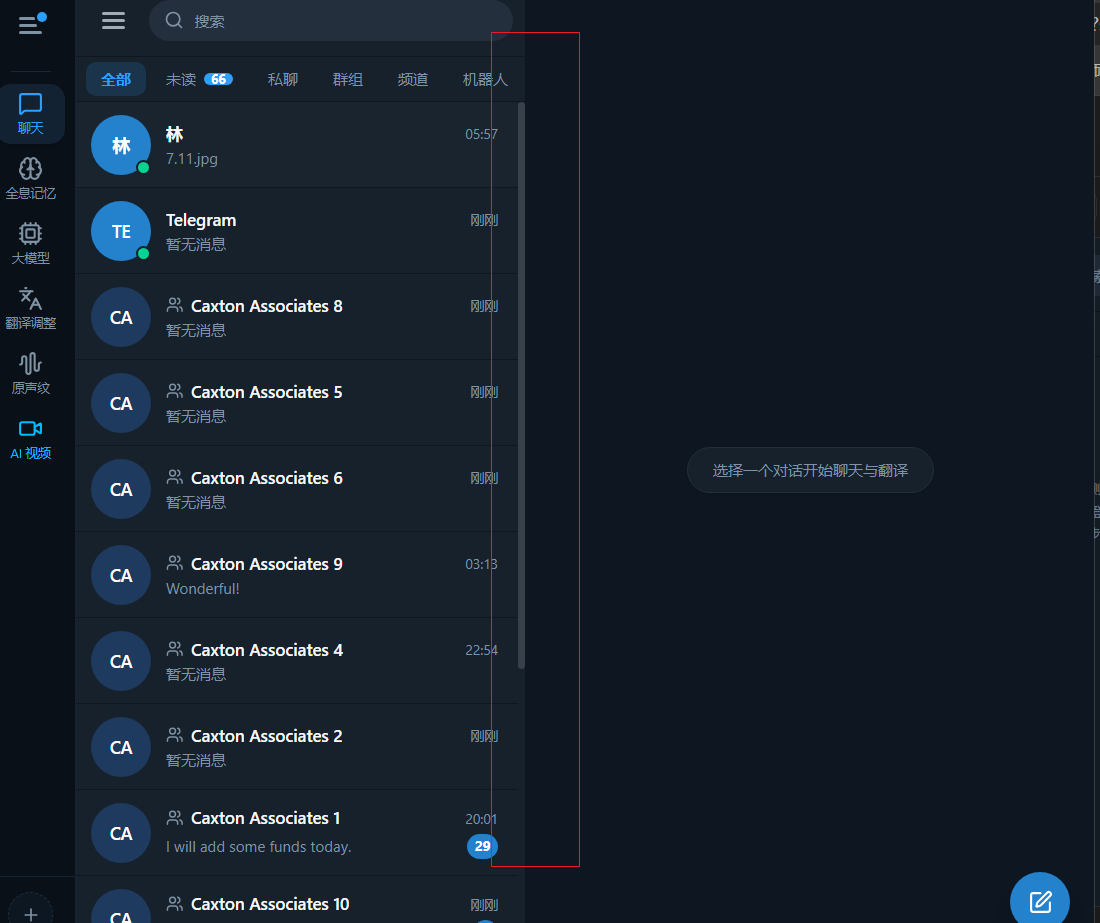 搜索
全部 未读 66 私聊 群组 频道 机器人
聊天
全息记忆
大模型
翻译调整
原声纹
AI 视频
林 林 05:57
7.11.jpg
TE Telegram 刚刚
暂无消息
CA Caxton Associates 8 刚刚
暂无消息
CA Caxton Associates 5 刚刚
暂无消息
CA Caxton Associates 6 刚刚
暂无消息
CA Caxton Associates 9 03:13
Wonderful!
CA Caxton Associates 4 22:54
暂无消息
CA Caxton Associates 2 刚刚
暂无消息
CA Caxton Associates 1 20:01
I will add some funds today. 29
CA Caxton Associates 10 刚刚
选择一个对话开始聊天与翻译